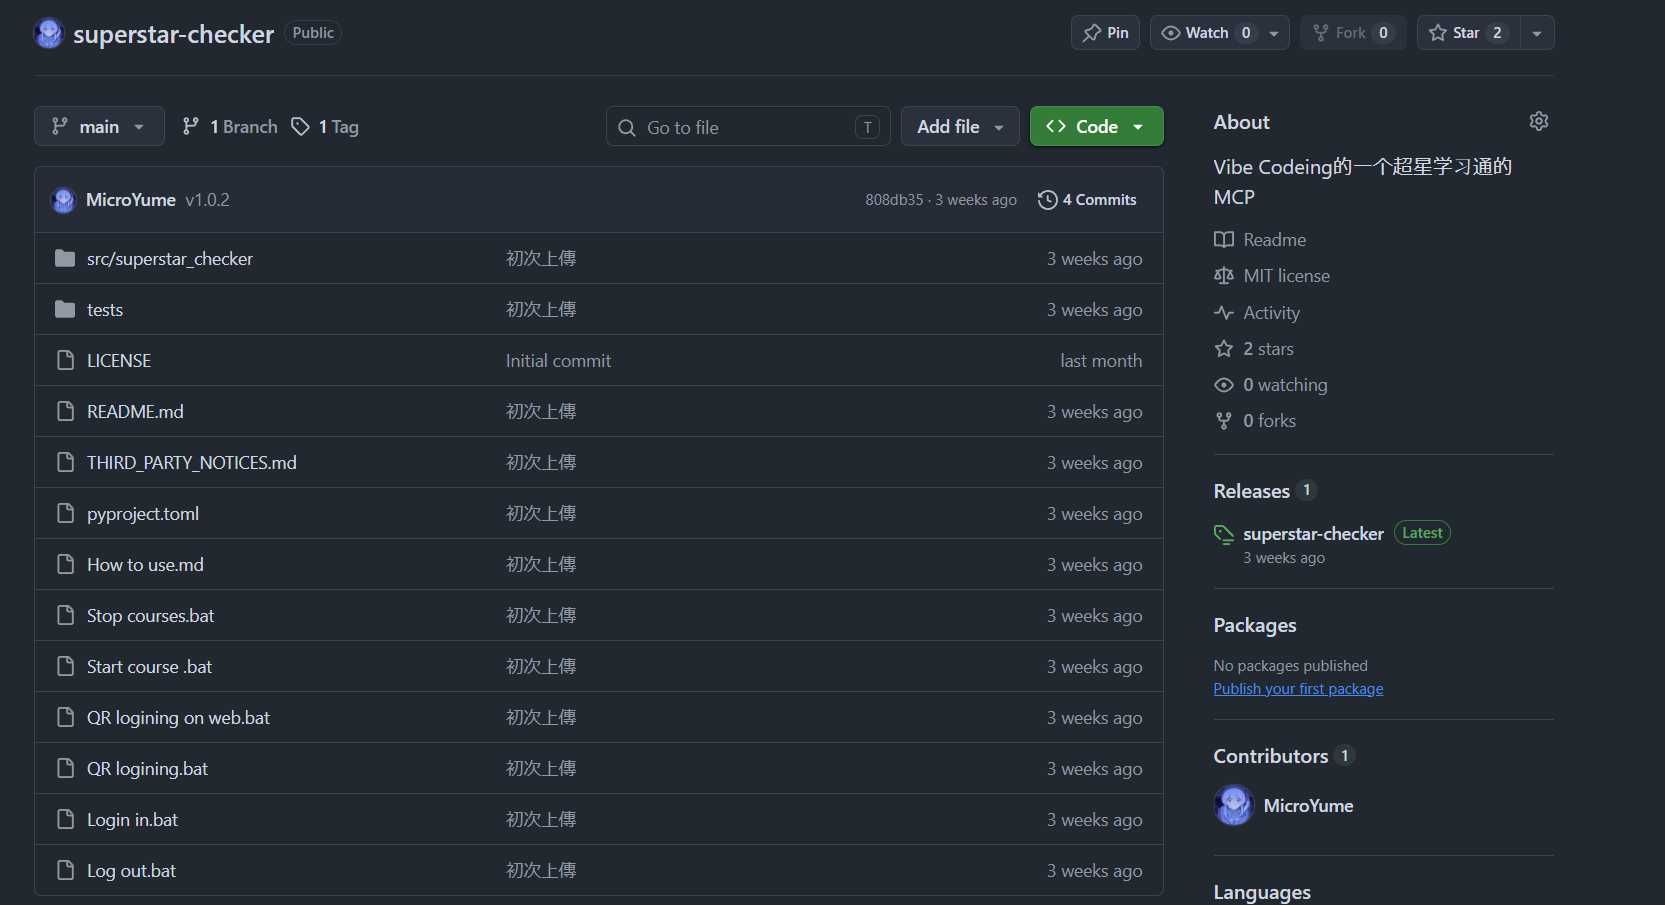 superstar-checker Public
Pin Watch 0 Fork 0 Star 2
main 1 Branch 1 Tag Go to file T Add file Code
MicroYume v1.0.2 808db35 · 3 weeks ago 4 Commits
src/superstar_checker 初次上傳 3 weeks ago
tests 初次上傳 3 weeks ago
LICENSE Initial commit last month
README.md 初次上傳 3 weeks ago
THIRD_PARTY_NOTICES.md 初次上傳 3 weeks ago
pyproject.toml 初次上傳 3 weeks ago
How to use.md 初次上傳 3 weeks ago
Stop courses.bat 初次上傳 3 weeks ago
Start course .bat 初次上傳 3 weeks ago
QR logining on web.bat 初次上傳 3 weeks ago
QR logining.bat 初次上傳 3 weeks ago
Login in.bat 初次上傳 3 weeks ago
Log out.bat 初次上傳 3 weeks ago
About
Vibe Codeing的一个超星学习通的
MCP
Readme
MIT license
Activity
2 stars
0 watching
0 forks
Releases 1
superstar-checker Latest
3 weeks ago
Packages
No packages published
Publish your first package
Contributors 1
MicroYume
Languages